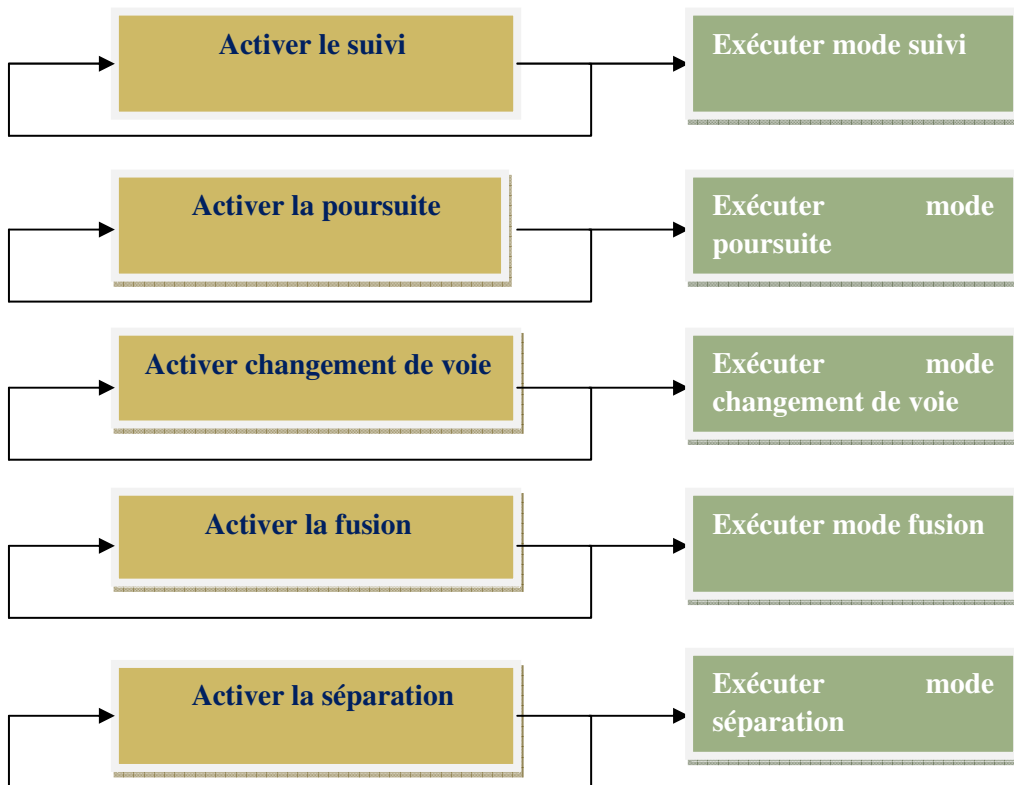 Activer le suivi
Exécuter mode suivi
Activer la poursuite
Exécuter mode
poursuite
Activer changement de voie
Exécuter mode
changement de voie
Activer la fusion
Exécuter mode fusion
Activer la séparation
Exécuter mode
séparation